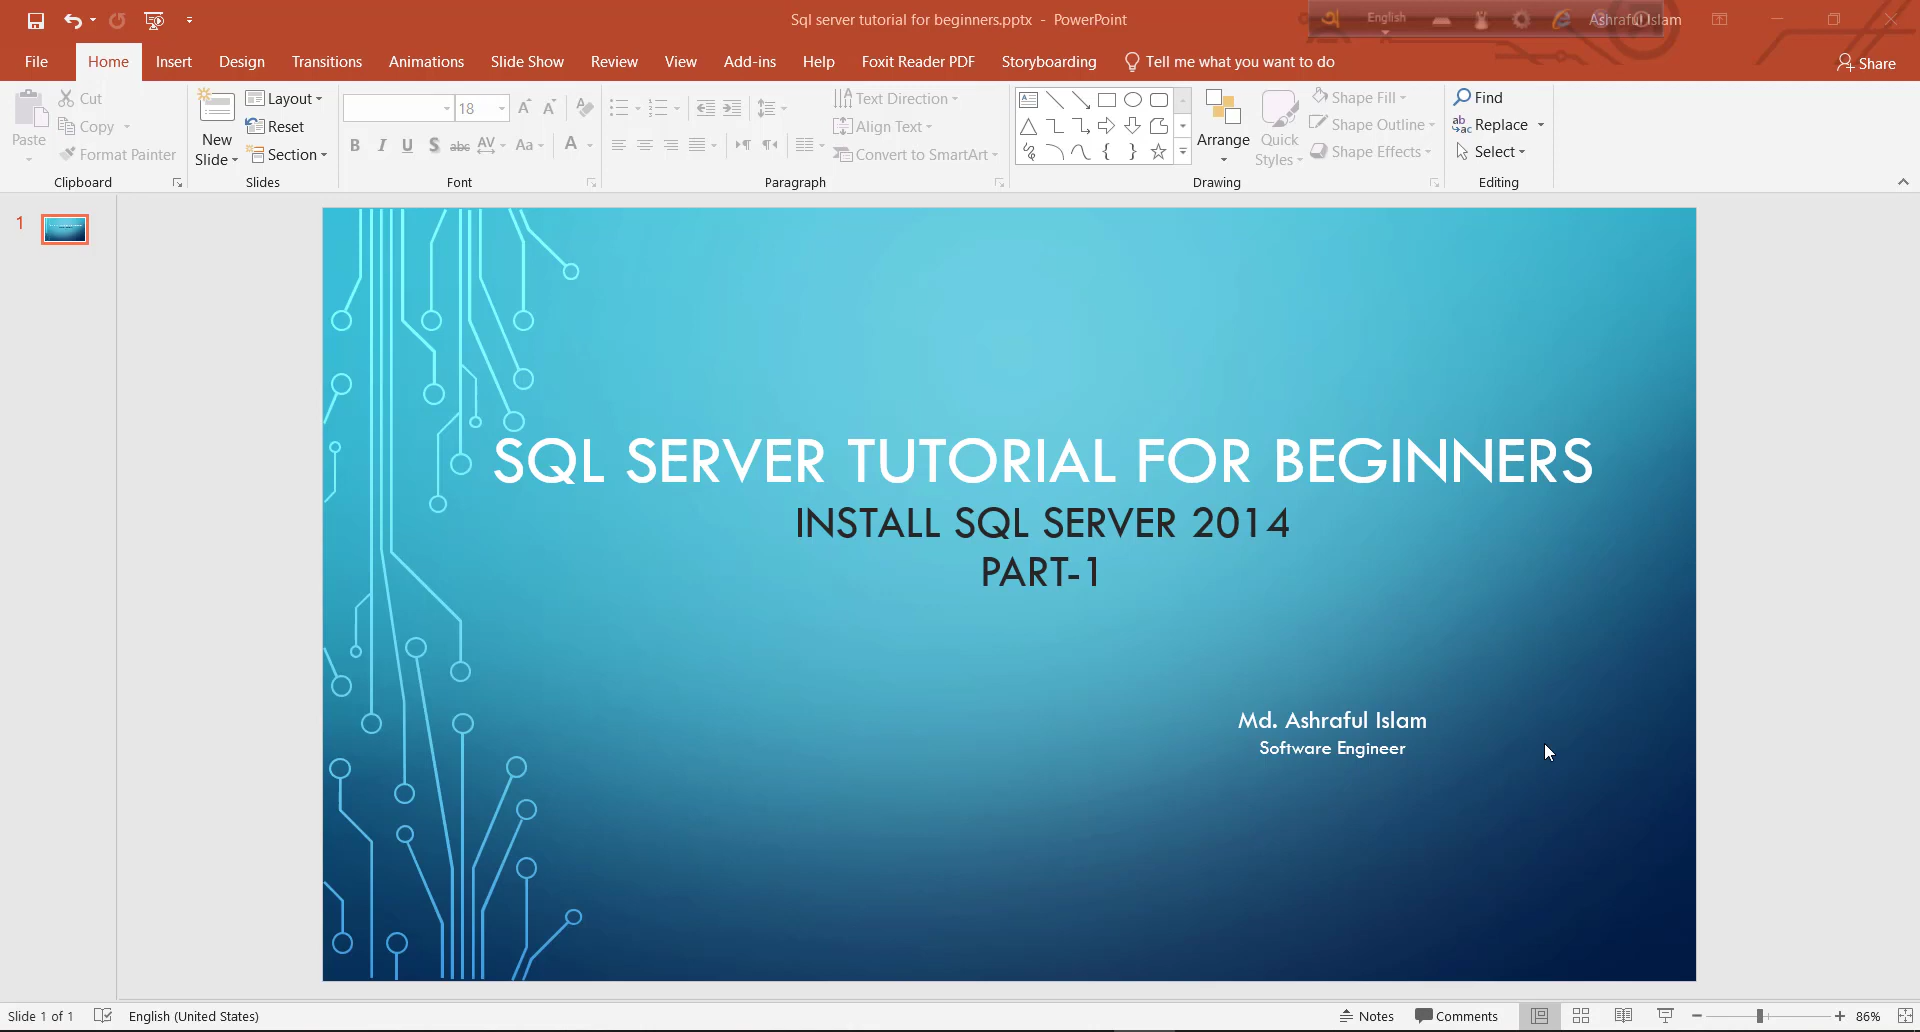 Sql server tutorial for beginners.pptx - PowerPoint
English
Ashraful Islam
File Home Insert Design Transitions Animations Slide Show Review View Add-ins Help Foxit Reader PDF Storyboarding Tell me what you want to do Share
Paste
Cut
Copy
Format Painter
Clipboard
New Slide
Layout
Reset
Section
Slides
18
B I U S abc AV Aa A
Font
Text Direction
Align Text
Convert to SmartArt
Paragraph
Arrange
Quick Styles
Shape Fill
Shape Outline
Shape Effects
Drawing
Find
Replace
Select
Editing
1
SQL SERVER TUTORIAL FOR BEGINNERS
INSTALL SQL SERVER 2014
PART-1
Md. Ashraful Islam
Software Engineer
Slide 1 of 1 English (United States) Notes Comments 86%